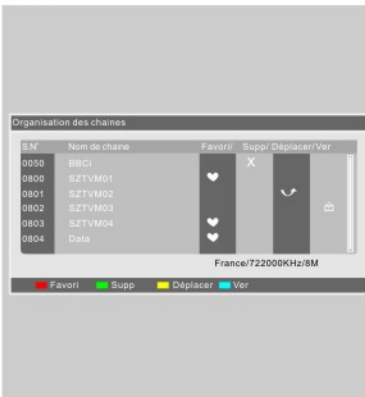 Organisation des chaines
S.N° Nom de chaine Favori/ Supp/ Déplacer/Ver
0050 BBCi X
0800 SZTVM01
0801 SZTVM02
0802 SZTVM03
0803 SZTVM04
0804 Data
France/722000KHz/8M
Favori Supp Déplacer Ver